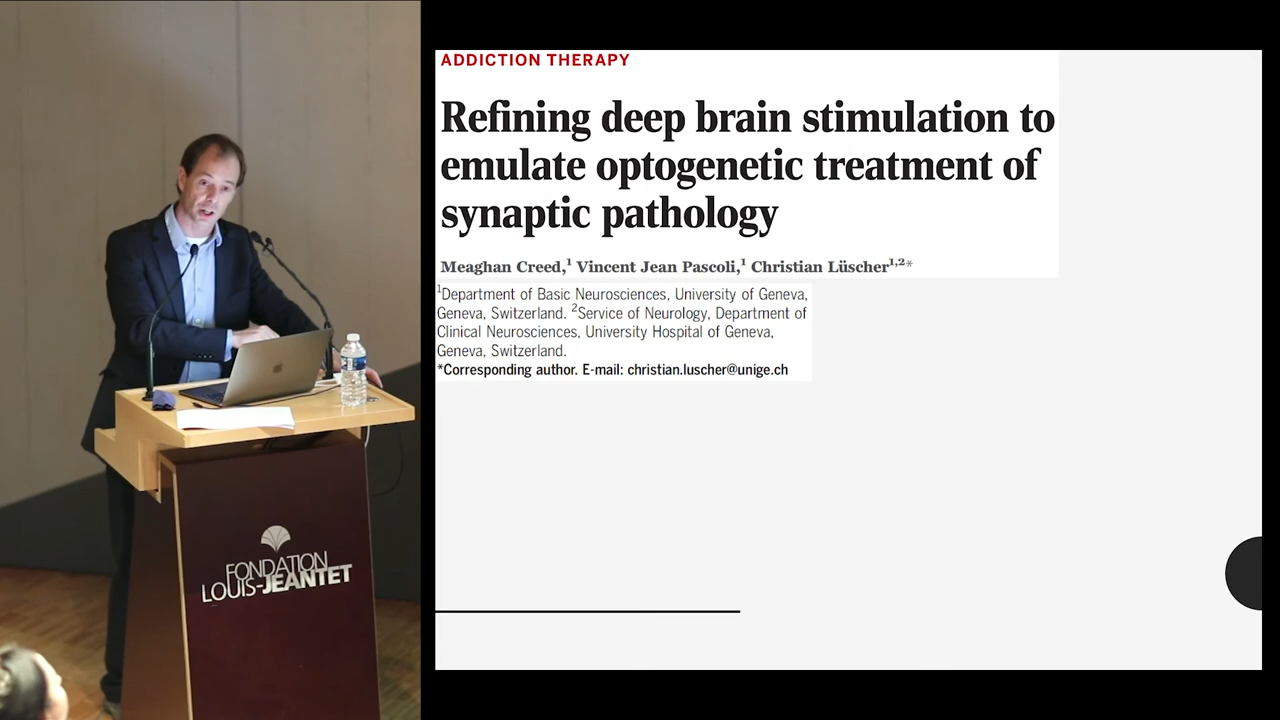 ADDICTION THERAPY
Refining deep brain stimulation to
emulate optogenetic treatment of
synaptic pathology
Meaghan Creed,¹ Vincent Jean Pascoli,¹ Christian Lüscher¹,²*
¹Department of Basic Neurosciences, University of Geneva,
Geneva, Switzerland. ²Service of Neurology, Department of
Clinical Neurosciences, University Hospital of Geneva,
Geneva, Switzerland.
*Corresponding author. E-mail: christian.luscher@unige.ch
FONDATION
LOUIS-JEANTET